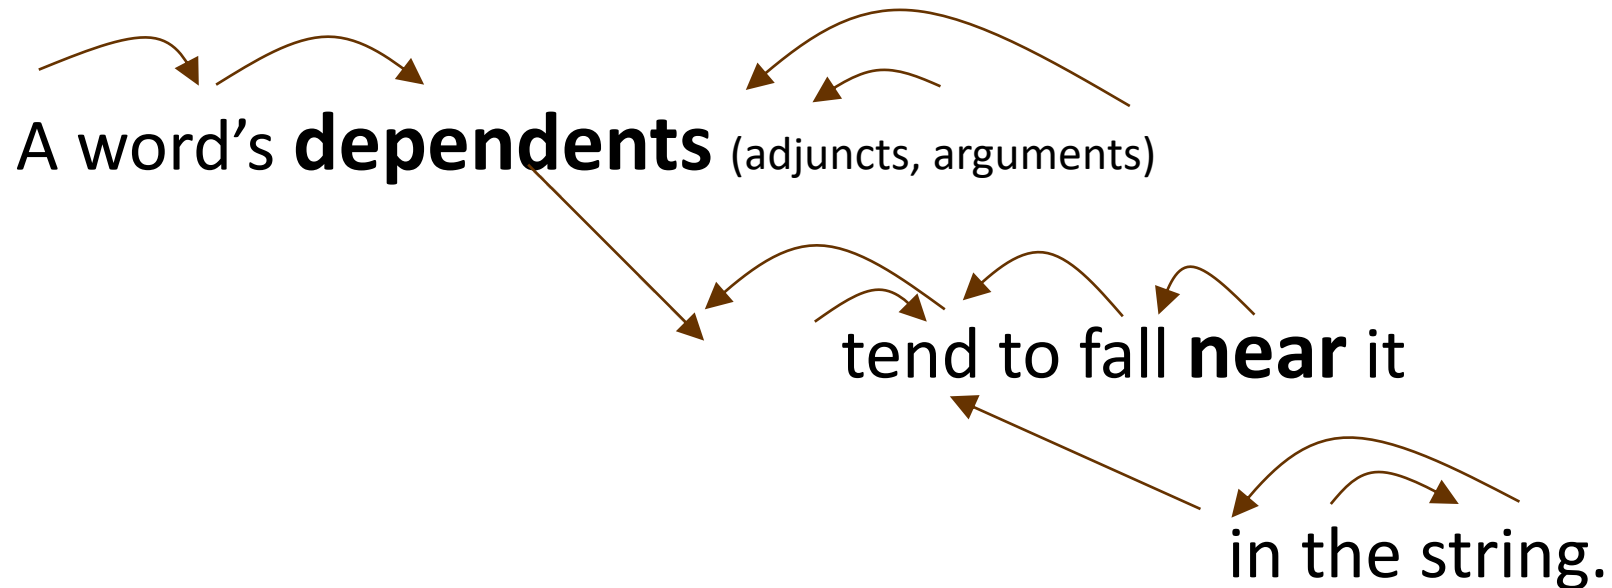 A word’s dependents (adjuncts, arguments)
tend to fall near it
in the string.